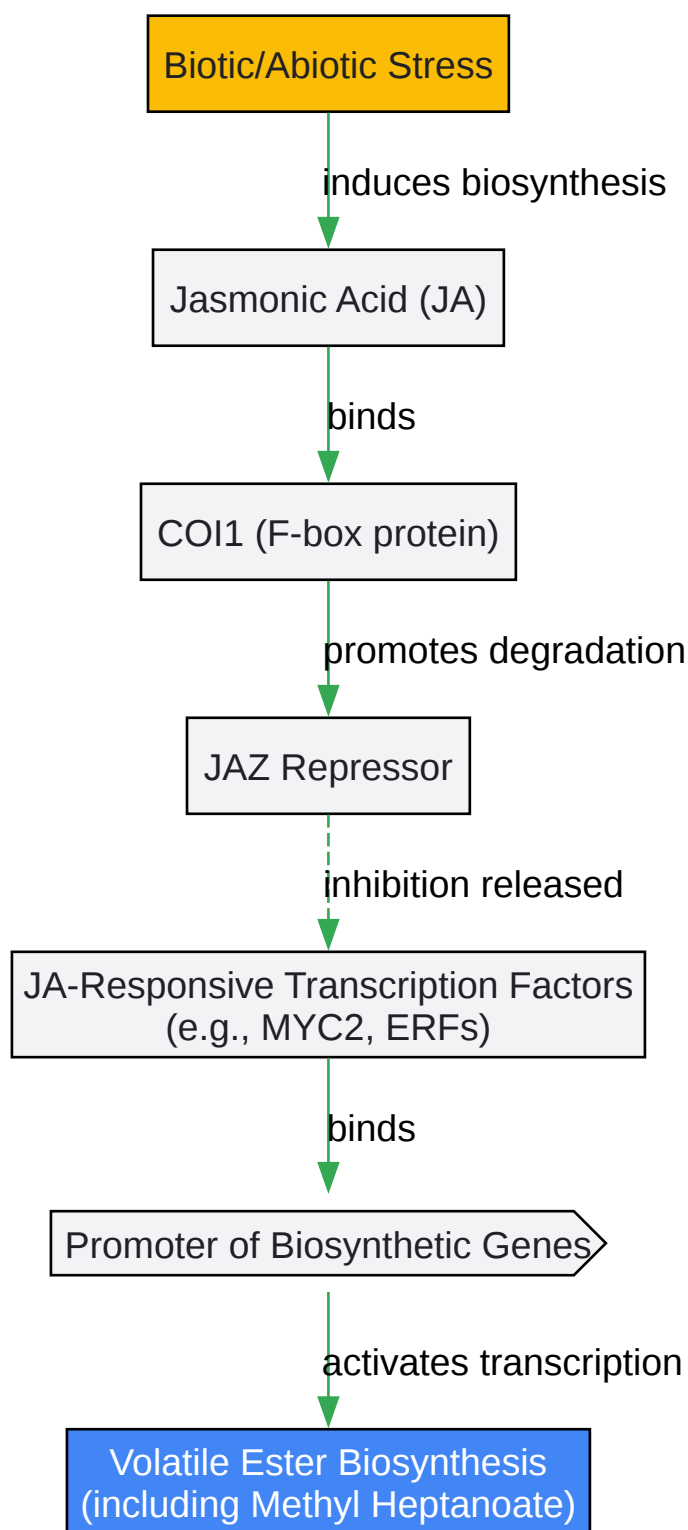 Biotic/Abiotic Stress
induces biosynthesis
Jasmonic Acid (JA)
binds
COI1 (F-box protein)
promotes degradation
JAZ Repressor
inhibition released
JA-Responsive Transcription Factors
(e.g., MYC2, ERFs)
binds
Promoter of Biosynthetic Genes
activates transcription
Volatile Ester Biosynthesis
(including Methyl Heptanoate)